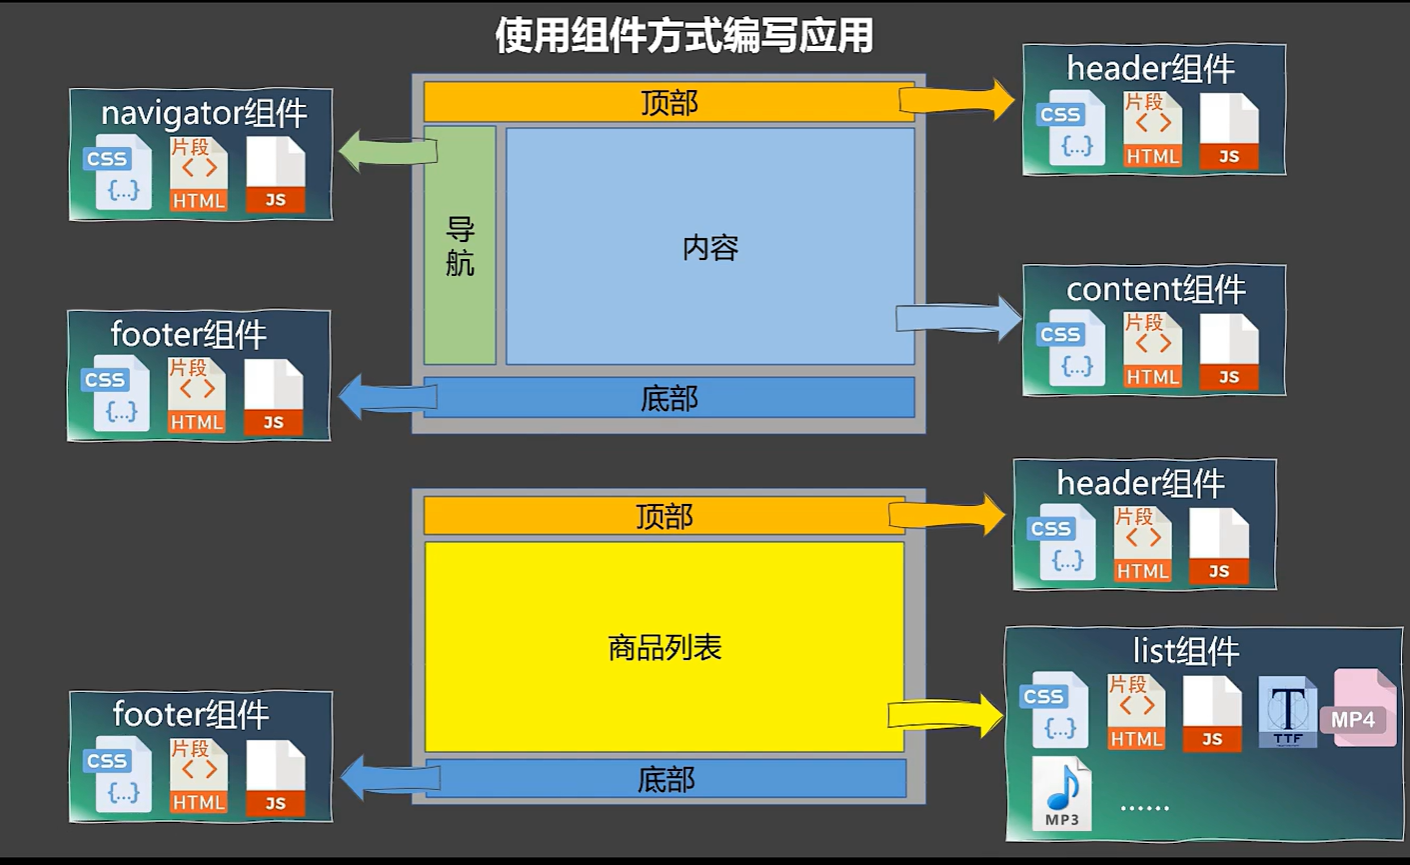 使用组件方式编写应用
navigator组件
CSS
{...}
片段
< >
HTML
JS
顶部
导
航
内容
底部
header组件
CSS
{...}
片段
< >
HTML
JS
footer组件
CSS
{...}
片段
< >
HTML
JS
content组件
CSS
{...}
片段
< >
HTML
JS
顶部
商品列表
底部
header组件
CSS
{...}
片段
< >
HTML
JS
footer组件
CSS
{...}
片段
< >
HTML
JS
list组件
CSS
{...}
片段
< >
HTML
JS
T
TTF
MP4
MP3
......